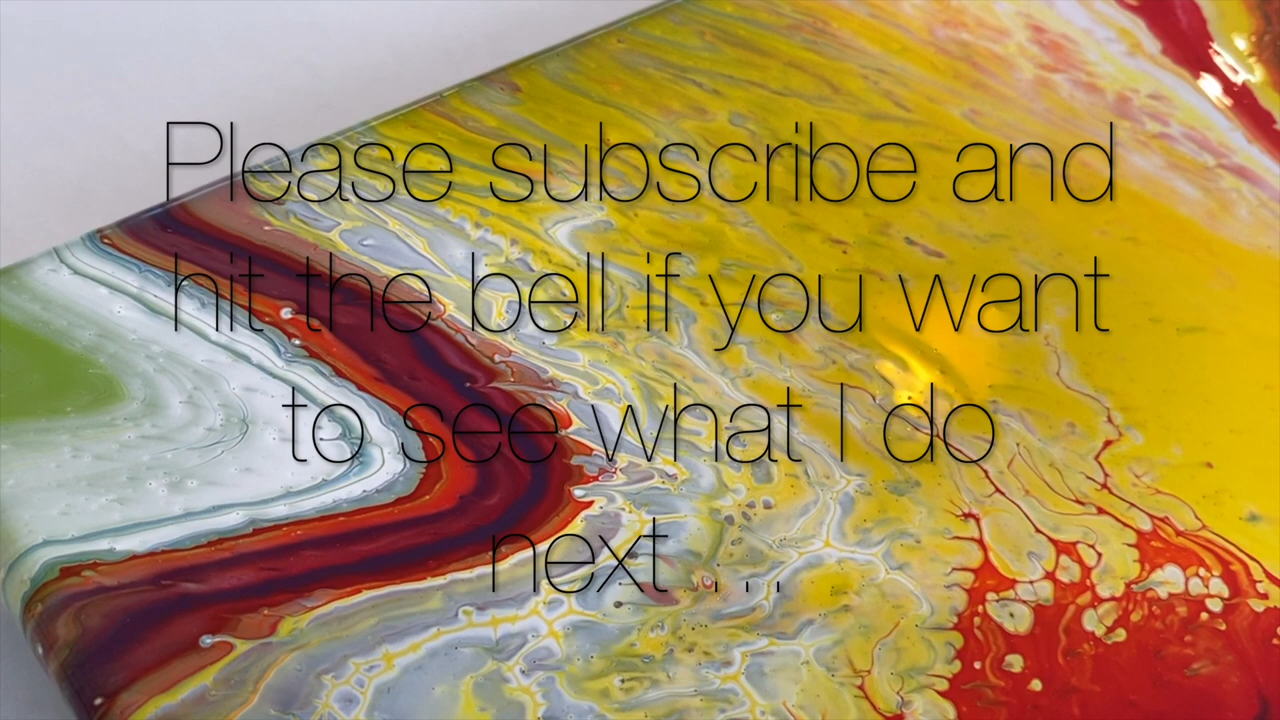 Please subscribe and
hit the bell if you want
to see what I do
next ...